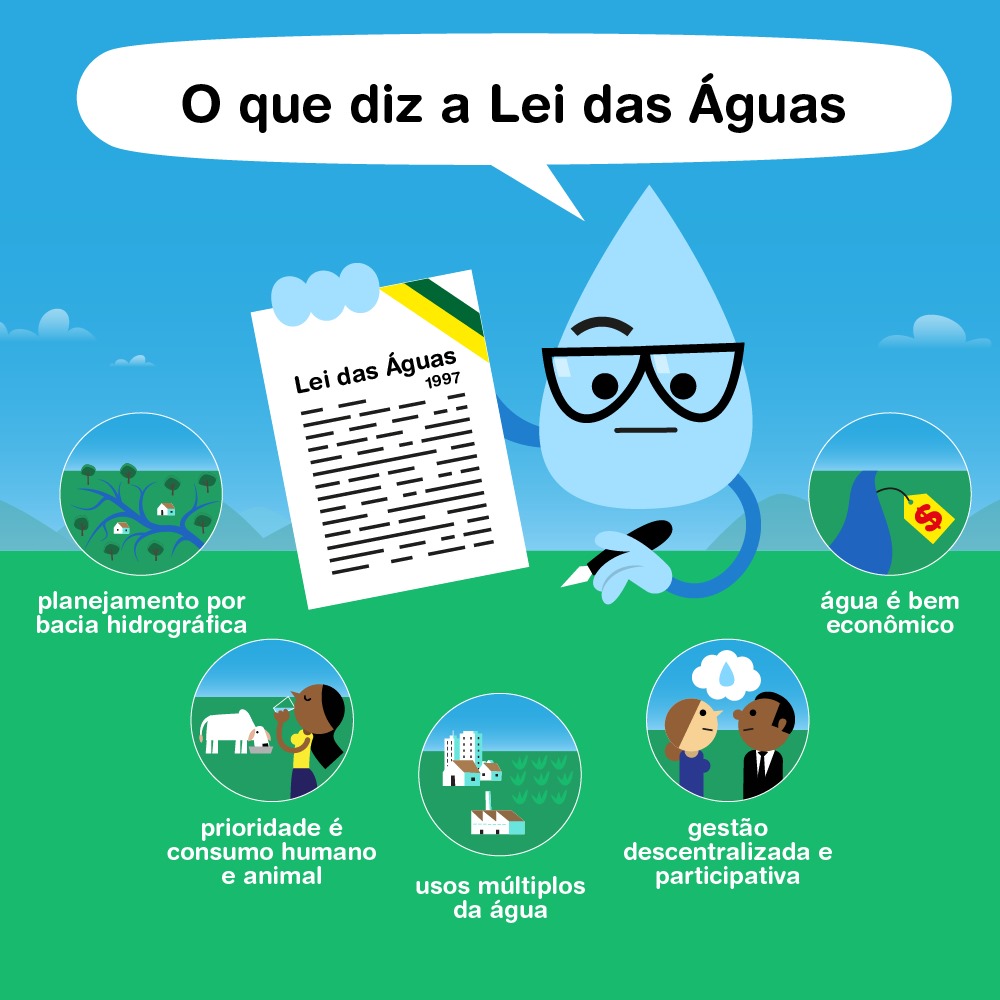 O que diz a Lei das Águas
Lei das Águas
1997
planejamento por
bacia hidrográfica
prioridade é
consumo humano
e animal
usos múltiplos
da água
gestão
descentralizada e
participativa
água é bem
econômico
$